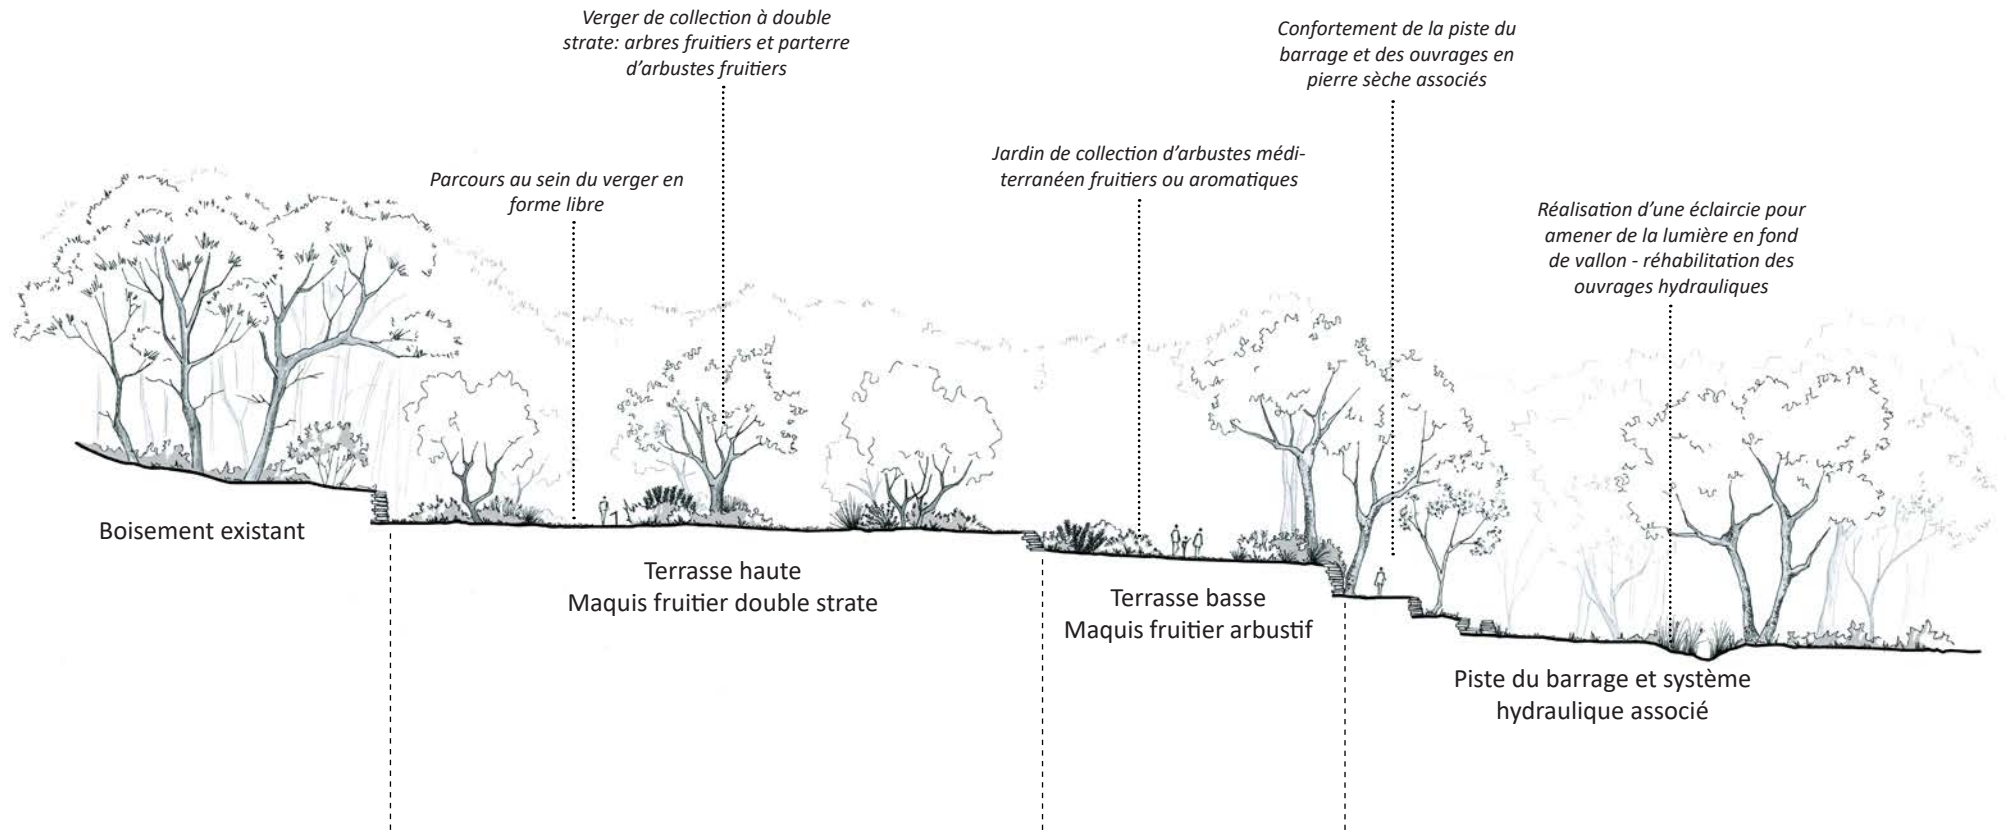 Verger de collection à double
strate: arbres fruitiers et parterre
d'arbustes fruitiers
Confortement de la piste du
barrage et des ouvrages en
pierre sèche associés
Parcours au sein du verger en
forme libre
Jardin de collection d'arbustes médi-
terranéen fruitiers ou aromatiques
Réalisation d'une éclaircie pour
amener de la lumière en fond
de vallon - réhabilitation des
ouvrages hydrauliques
Boisement existant
Terrasse haute
Maquis fruitier double strate
Terrasse basse
Maquis fruitier arbustif
Piste du barrage et système
hydraulique associé